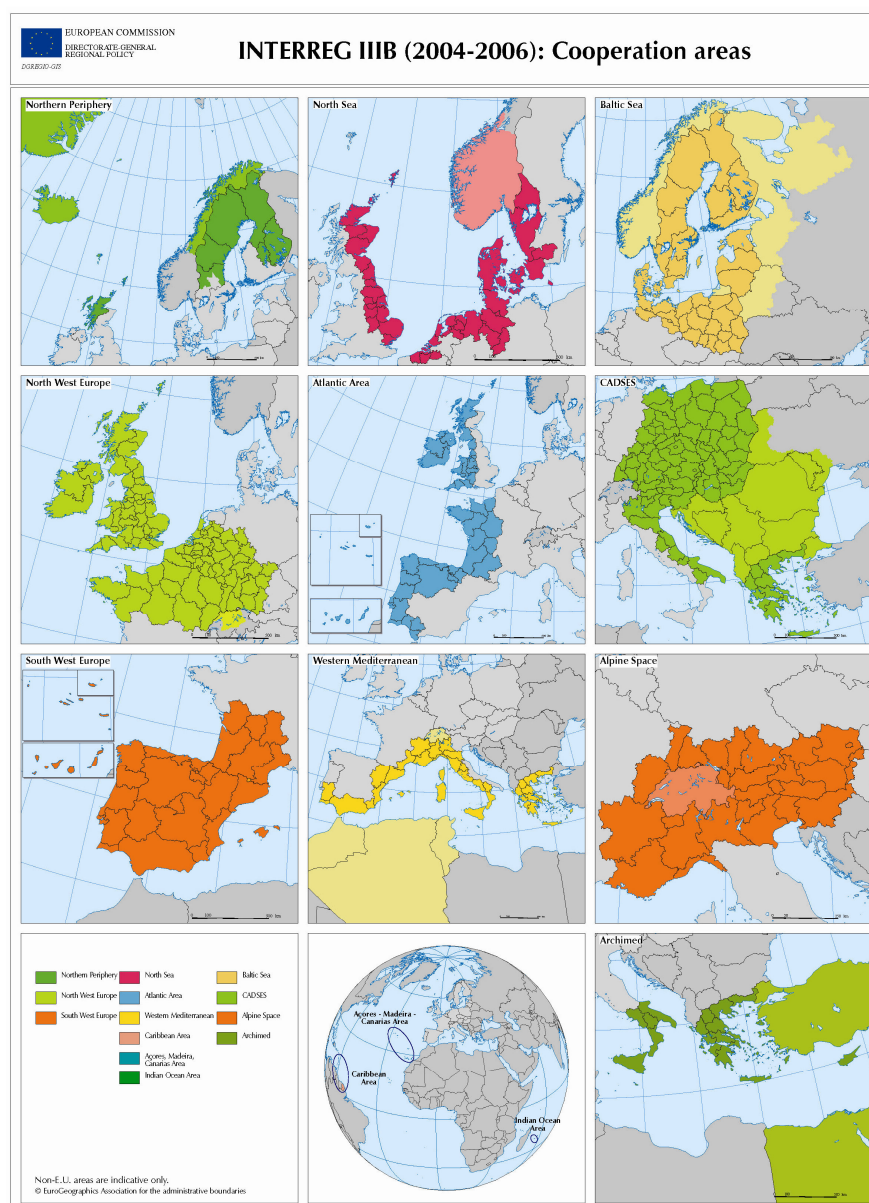 EUROPEAN COMMISSION
DIRECTORATE-GENERAL
REGIONAL POLICY
DGREGIO-GIS
INTERREG IIIB (2004-2006): Cooperation areas
Northern Periphery
North Sea
Baltic Sea
North West Europe
Atlantic Area
CADSES
South West Europe
Western Mediterranean
Alpine Space
Northern Periphery
North Sea
Baltic Sea
North West Europe
Atlantic Area
CADSES
South West Europe
Western Mediterranean
Alpine Space
Caribbean Area
Archimed
Açores, Madeira,
Canarias Area
Indian Ocean Area
Açores - Madeira -
- Canarias Area
Caribbean
Area
Indian Ocean
Area
Archimed
Non-E.U. areas are indicative only.
© EuroGeographics Association for the administrative boundaries